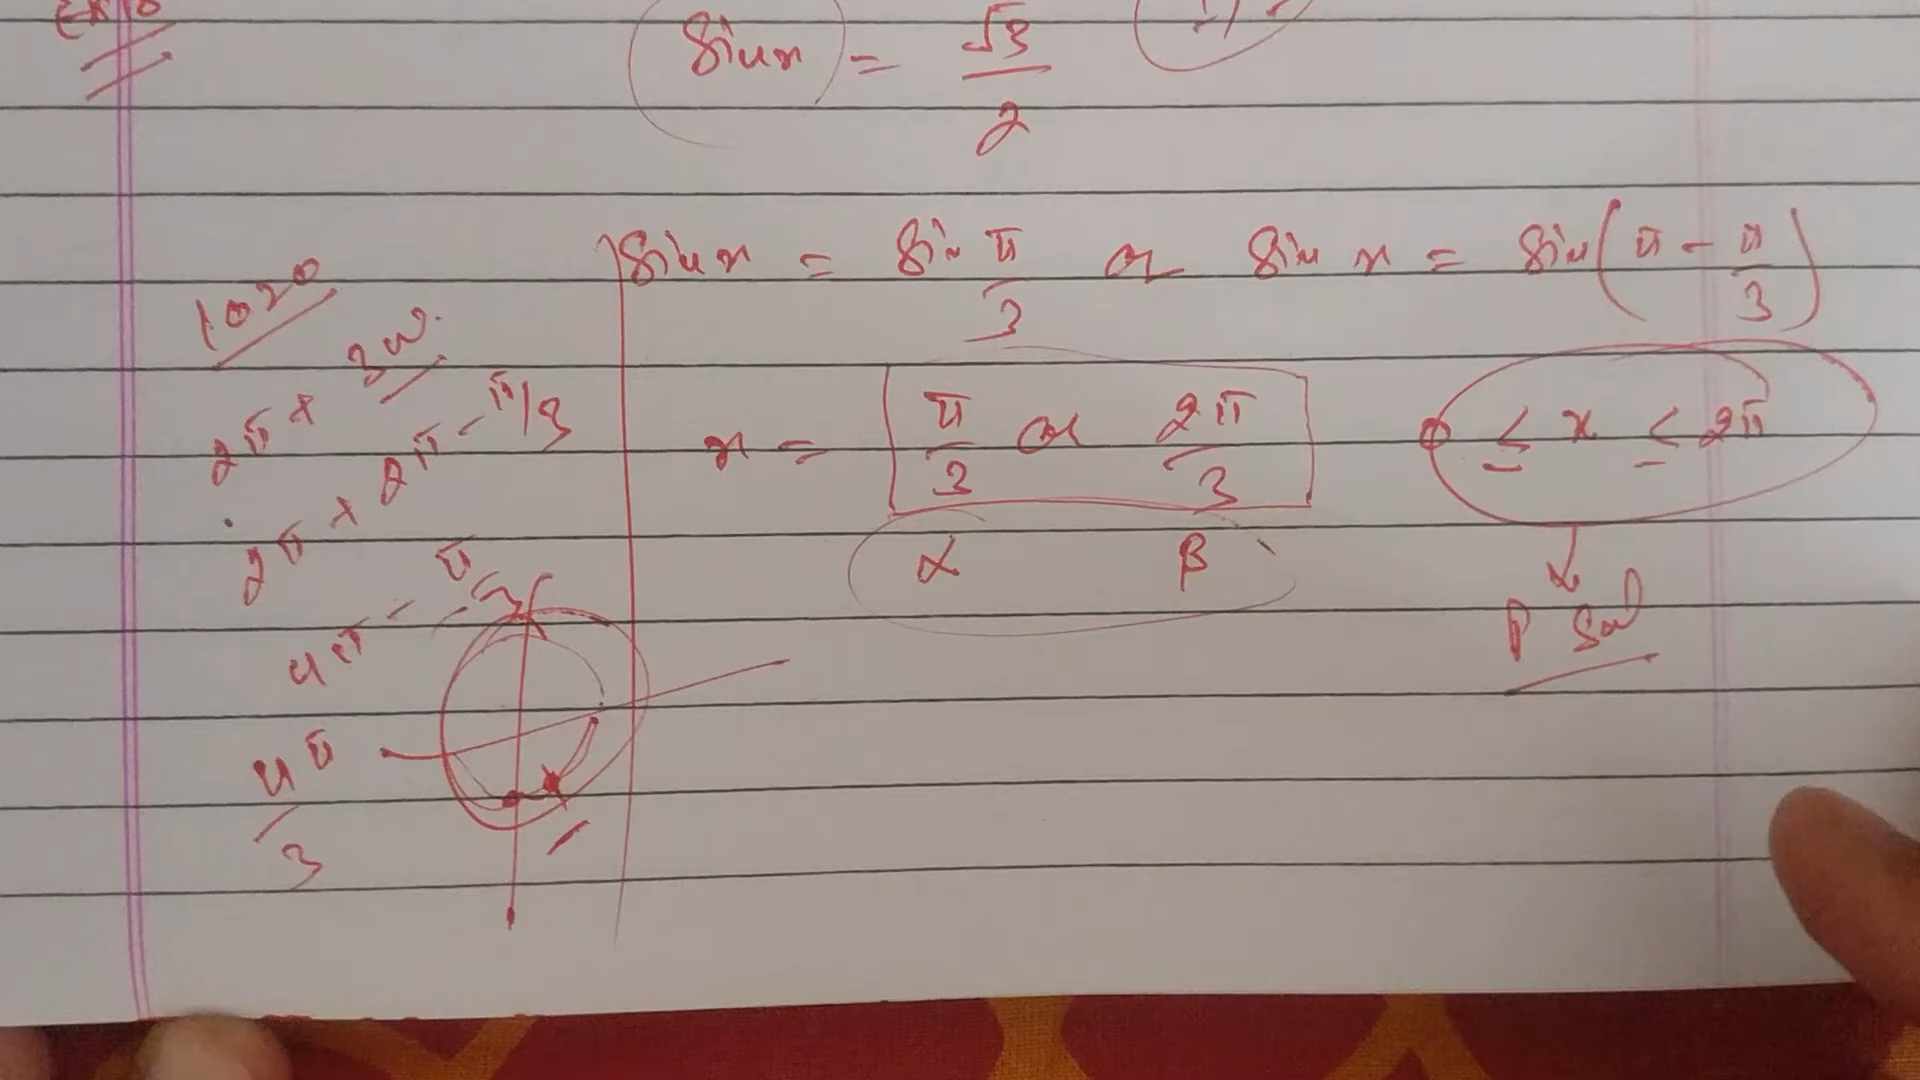 Sin x = √3/2
Sin x = Sin π/3 or Sin x = Sin(π - π/3)
1020
2π + 300
x = π/3 or 2π/3 0 ≤ x ≤ 2π
2π + 2π - π/3
α β
4π - π/3
P Sol
4π/3